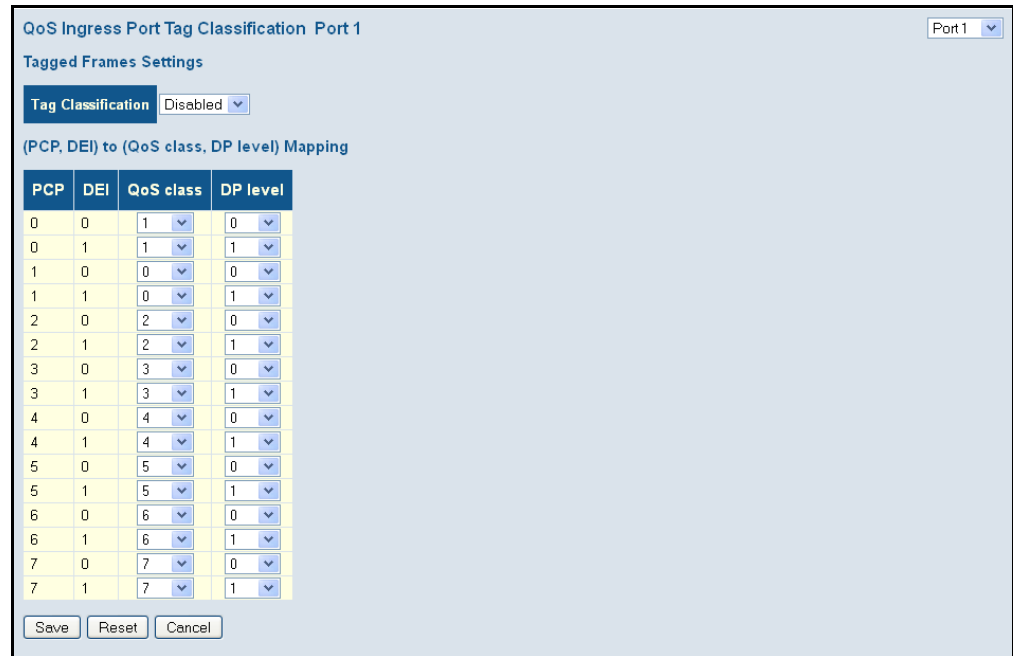 QoS Ingress Port Tag Classification Port 1
Port 1
Tagged Frames Settings
Tag Classification Disabled
(PCP, DEI) to (QoS class, DP level) Mapping
PCP DEI QoS class DP level
0 0 1 0
0 1 1 1
1 0 0 0
1 1 0 1
2 0 2 0
2 1 2 1
3 0 3 0
3 1 3 1
4 0 4 0
4 1 4 1
5 0 5 0
5 1 5 1
6 0 6 0
6 1 6 1
7 0 7 0
7 1 7 1
Save Reset Cancel